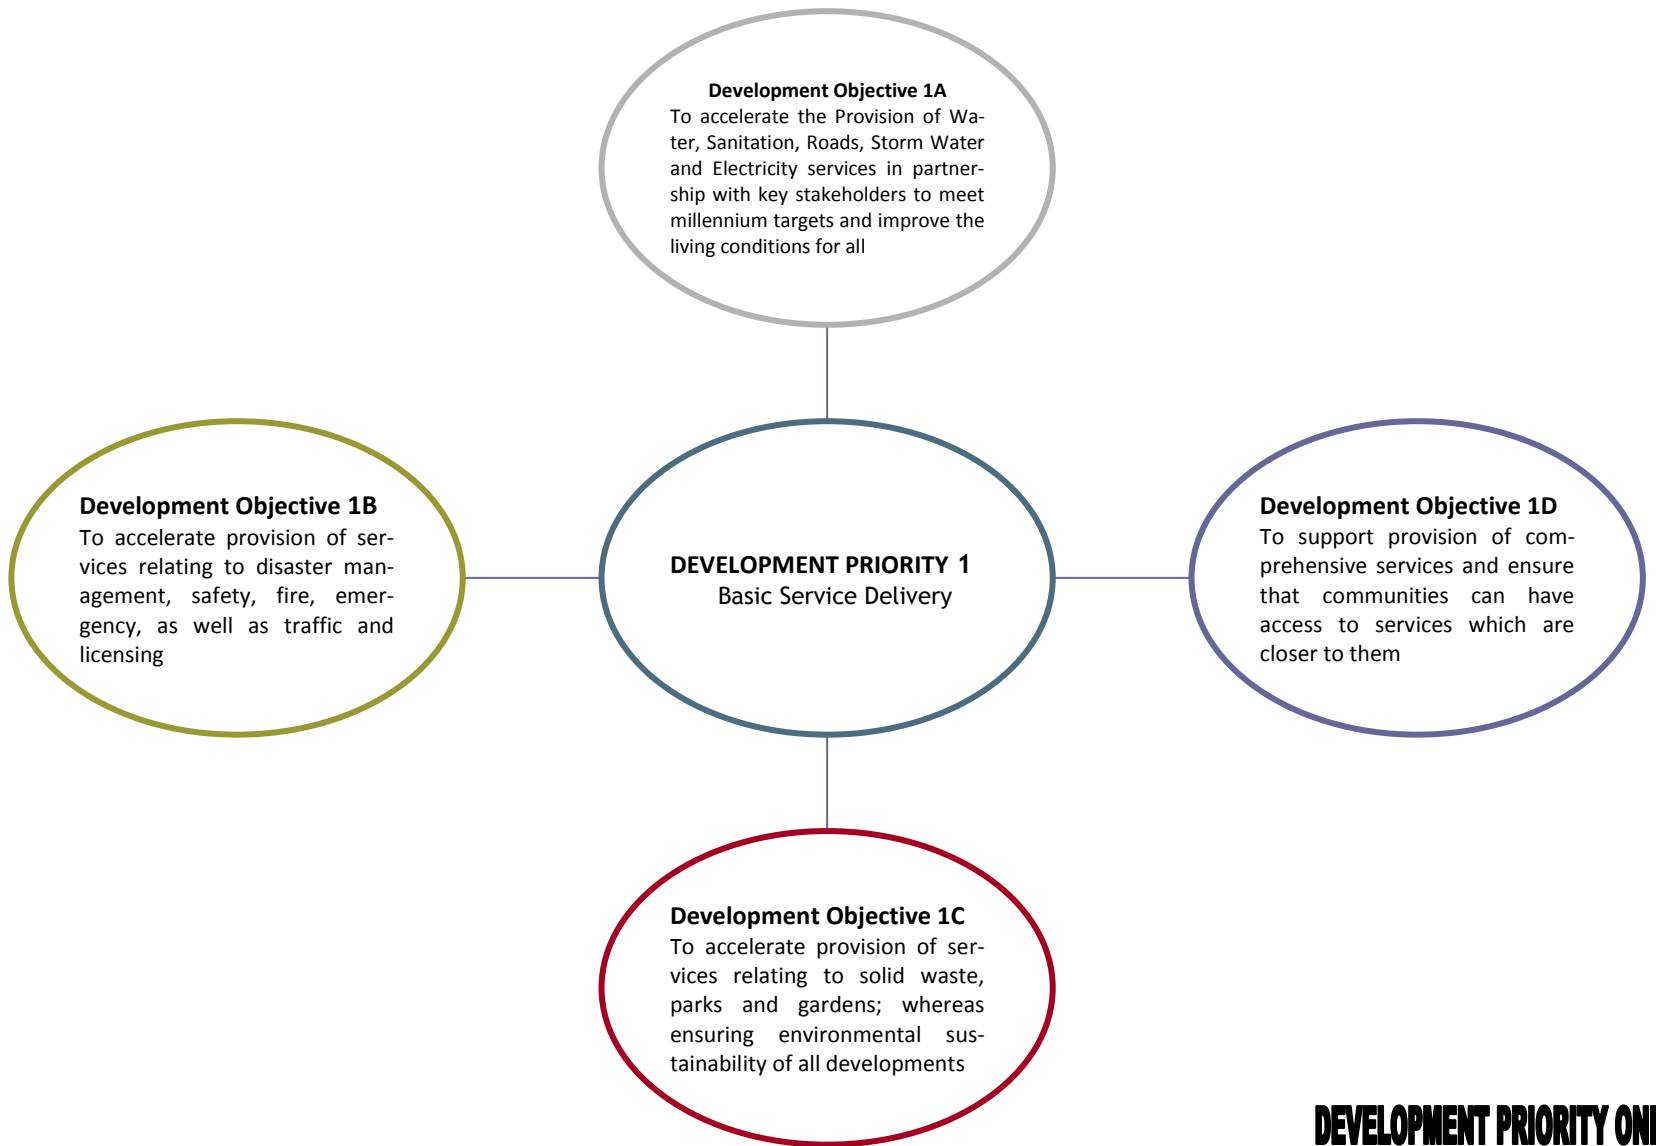 Development Objective 1A
To accelerate the Provision of Wa-
ter, Sanitation, Roads, Storm Water
and Electricity services in partner-
ship with key stakeholders to meet
millennium targets and improve the
living conditions for all
Development Objective 1B
To accelerate provision of ser-
vices relating to disaster man-
agement, safety, fire, emer-
gency, as well as traffic and
licensing
DEVELOPMENT PRIORITY 1
Basic Service Delivery
Development Objective 1D
To support provision of com-
prehensive services and ensure
that communities can have
access to services which are
closer to them
Development Objective 1C
To accelerate provision of ser-
vices relating to solid waste,
parks and gardens; whereas
ensuring environmental sus-
tainability of all developments
DEVELOPMENT PRIORITY ONE